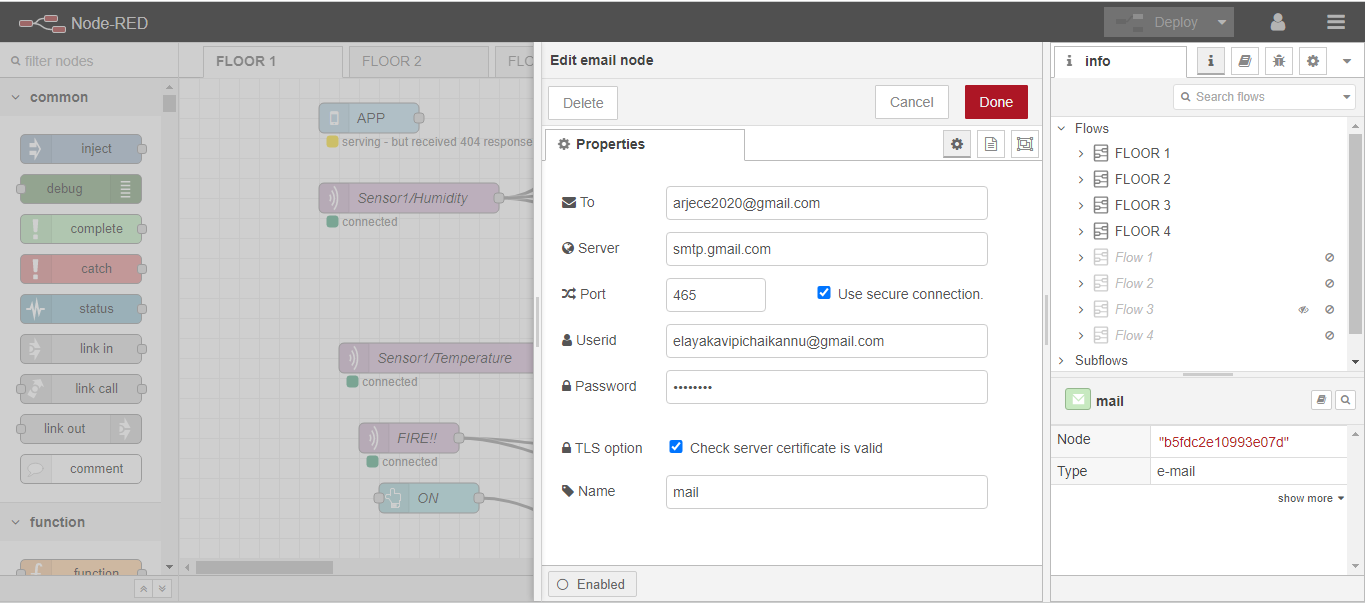 Node-RED
Deploy
filter nodes
common
inject
debug
complete
catch
status
link in
link call
link out
comment
function
function
FLOOR 1
FLOOR 2
FLO
APP
serving - but received 404 response
Sensor1/Humidity
connected
Sensor1/Temperature
connected
FIRE!!
connected
ON
Edit email node
Delete
Cancel
Done
Properties
To
arjece2020@gmail.com
Server
smtp.gmail.com
Port
465
Use secure connection.
Userid
elayakavipichaikannu@gmail.com
Password
••••••••
TLS option
Check server certificate is valid
Name
mail
Enabled
info
Search flows
Flows
FLOOR 1
FLOOR 2
FLOOR 3
FLOOR 4
Flow 1
Flow 2
Flow 3
Flow 4
Subflows
mail
Node
"b5fdc2e10993e07d"
Type
e-mail
show more